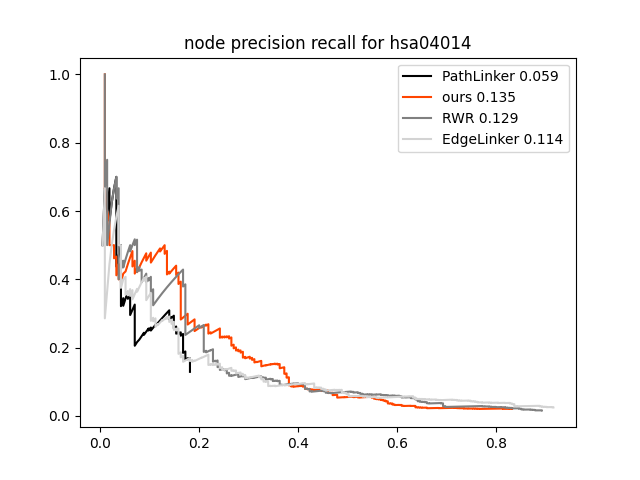 node precision recall for hsa04014
PathLinker 0.059
ours 0.135
RWR 0.129
EdgeLinker 0.114
1.0
0.8
0.6
0.4
0.2
0.0
0.0 0.2 0.4 0.6 0.8